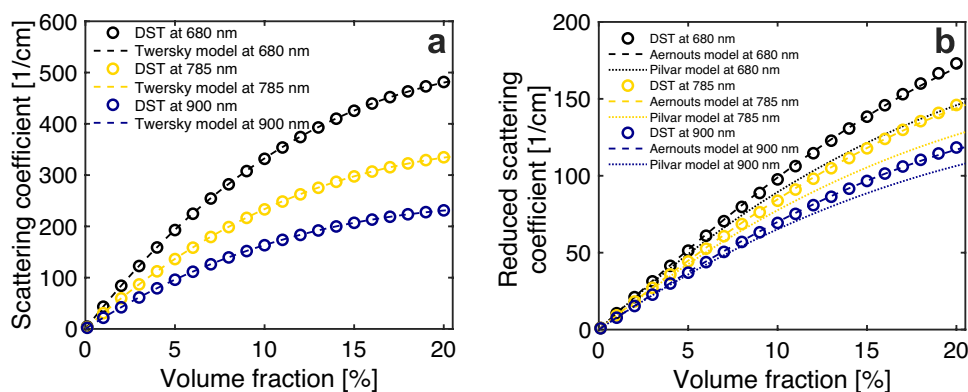 a
DST at 680 nm
Twersky model at 680 nm
DST at 785 nm
Twersky model at 785 nm
DST at 900 nm
Twersky model at 900 nm
Scattering coefficient [1/cm]
600
500
400
300
200
100
0
0 5 10 15 20
Volume fraction [%]
b
DST at 680 nm
Aernouts model at 680 nm
Pilvar model at 680 nm
DST at 785 nm
Aernouts model at 785 nm
Pilvar model at 785 nm
DST at 900 nm
Aernouts model at 900 nm
Pilvar model at 900 nm
Reduced scattering
coefficient [1/cm]
200
150
100
50
0
0 5 10 15 20
Volume fraction [%]